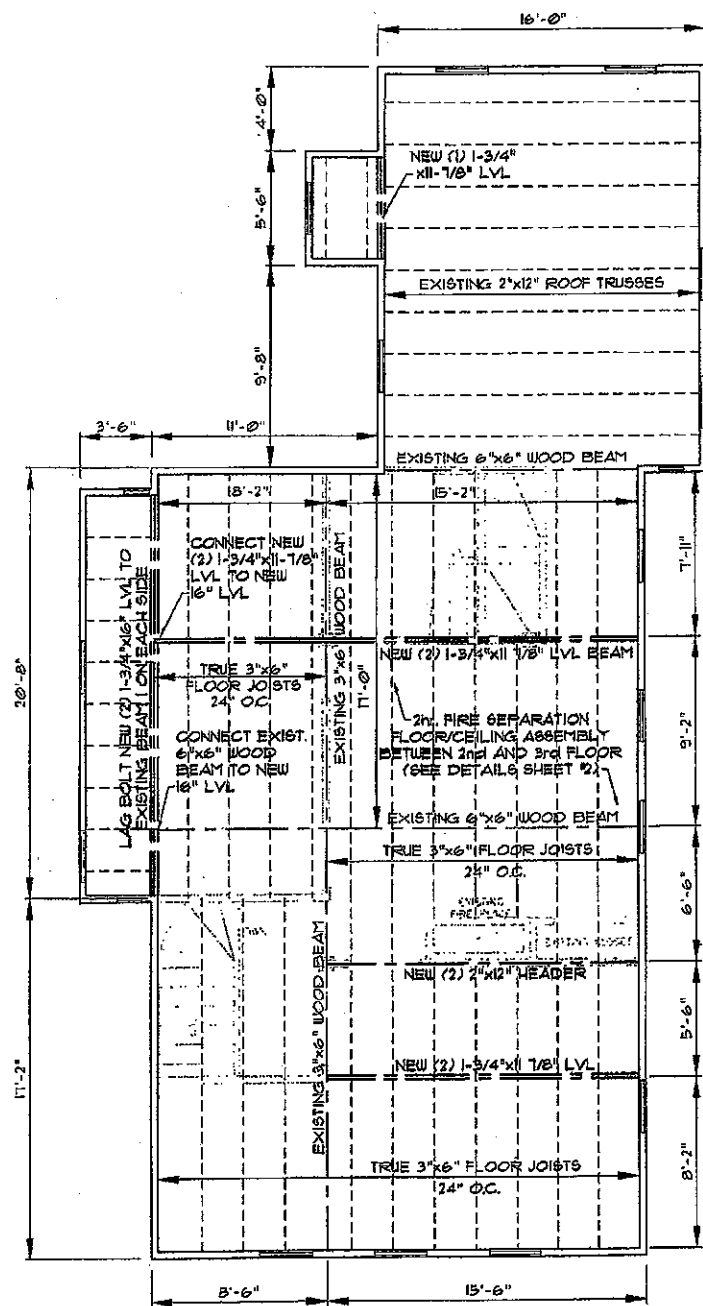 16'-0"
4'-0"
NEW (1) 1-3/4"
x11-7/8" LVL
5'-6"
EXISTING 2"x12" ROOF TRUSSES
9'-8"
3'-6"
11'-0"
EXISTING 6"x6" WOOD BEAM
8'-2"
15'-2"
CONNECT NEW
(2) 1-3/4"x11-7/8"
LVL TO NEW
16" LVL
7'-11"
LAG BOLT NEW (2) 1-3/4"x16" LVL TO
EXISTING BEAM 1 ON EACH SIDE
EXISTING 3"x6" WOOD BEAM
17'-0"
NEW (2) 1-3/4"x11 7/8" LVL BEAM
TRUE 3"x6"
FLOOR JOISTS
24" O.C.
20'-8"
2hr. FIRE SEPARATION
FLOOR/CEILING ASSEMBLY
BETWEEN 2nd AND 3rd FLOOR
(SEE DETAILS SHEET #2)
9'-2"
CONNECT EXIST.
6"x6" WOOD
BEAM TO NEW
16" LVL
EXISTING 6"x6" WOOD BEAM
TRUE 3"x6" FLOOR JOISTS
24" O.C.
6'-6"
EXISTING
FIREPLACE
EXISTING CLOSET
NEW (2) 2"x12" HEADER
EXISTING 3"x6" WOOD BEAM
5'-6"
NEW (2) 1-3/4"x11 7/8" LVL
17'-2"
TRUE 3"x6" FLOOR JOISTS
24" O.C.
8'-2"
8'-6"
15'-6"